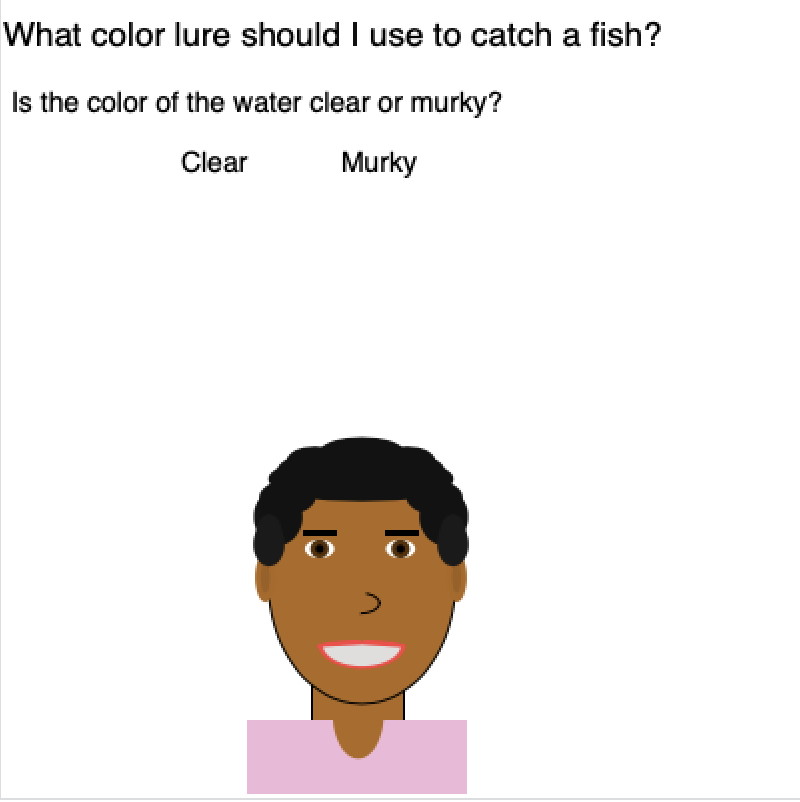 What color lure should I use to catch a fish?
Is the color of the water clear or murky?
Clear Murky